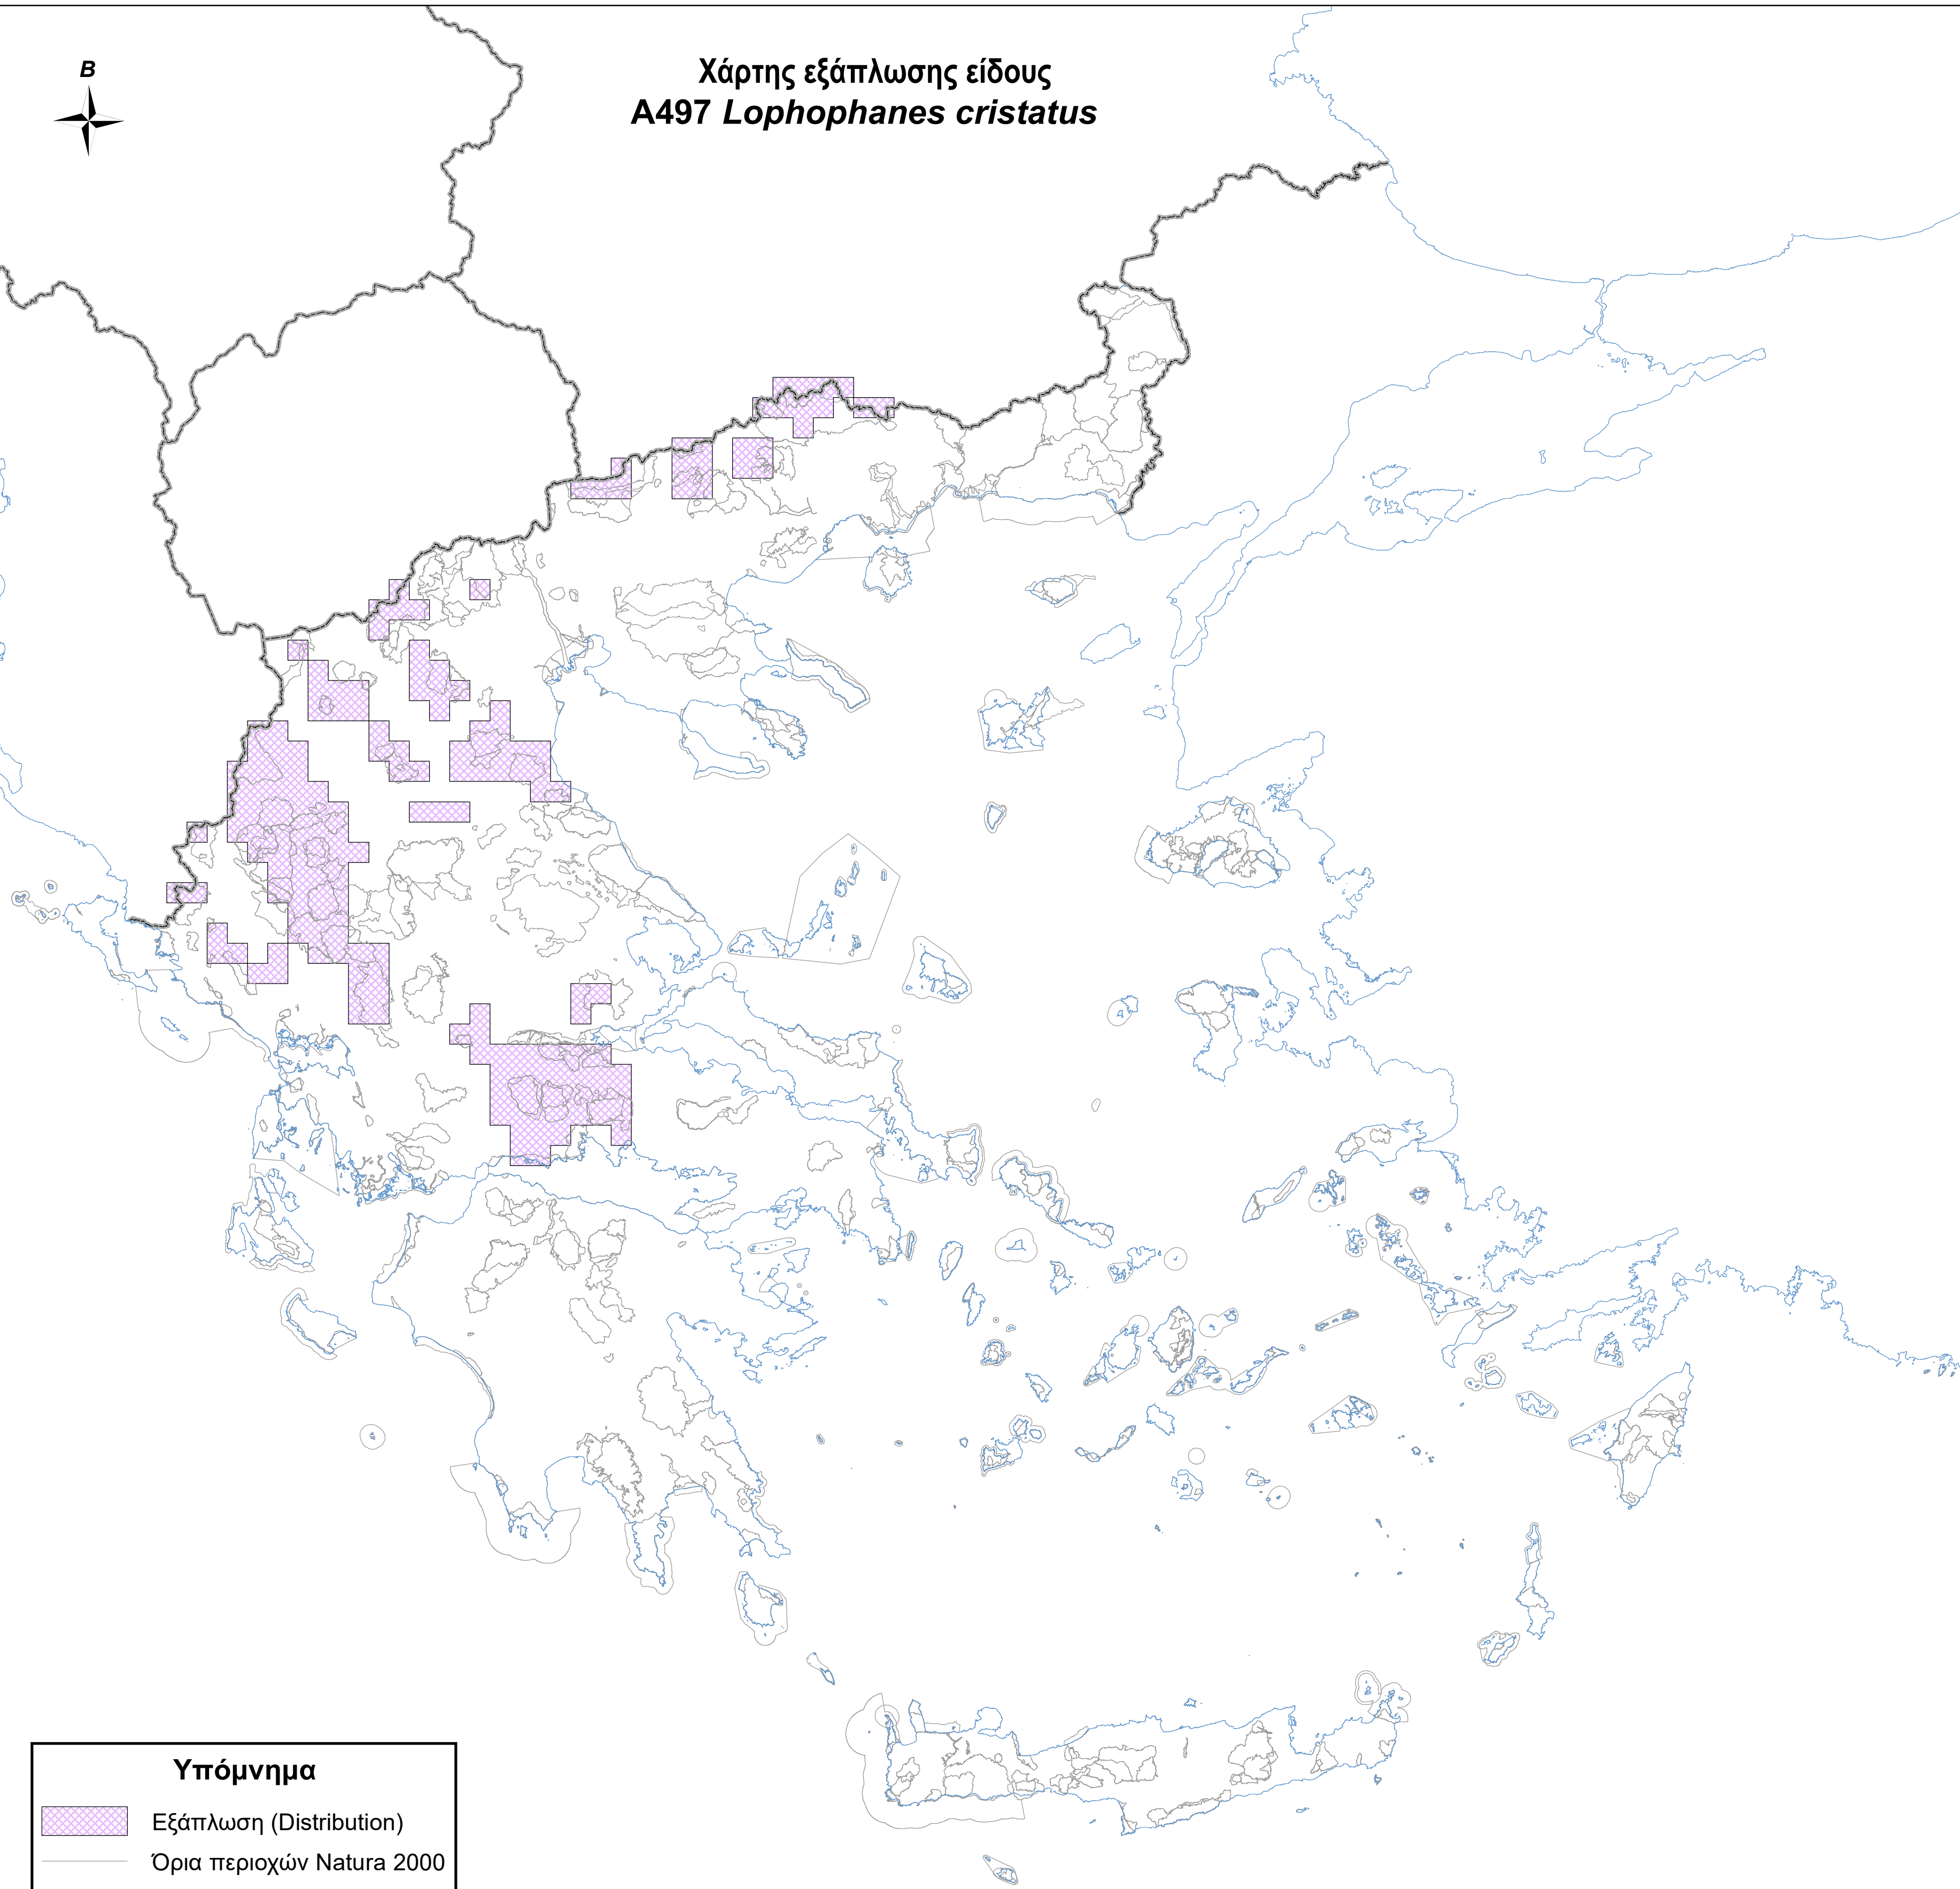 Χάρτης εξάπλωσης είδους
A497 Lophophanes cristatus
B
Υπόμνημα
Εξάπλωση (Distribution)
Όρια περιοχών Natura 2000